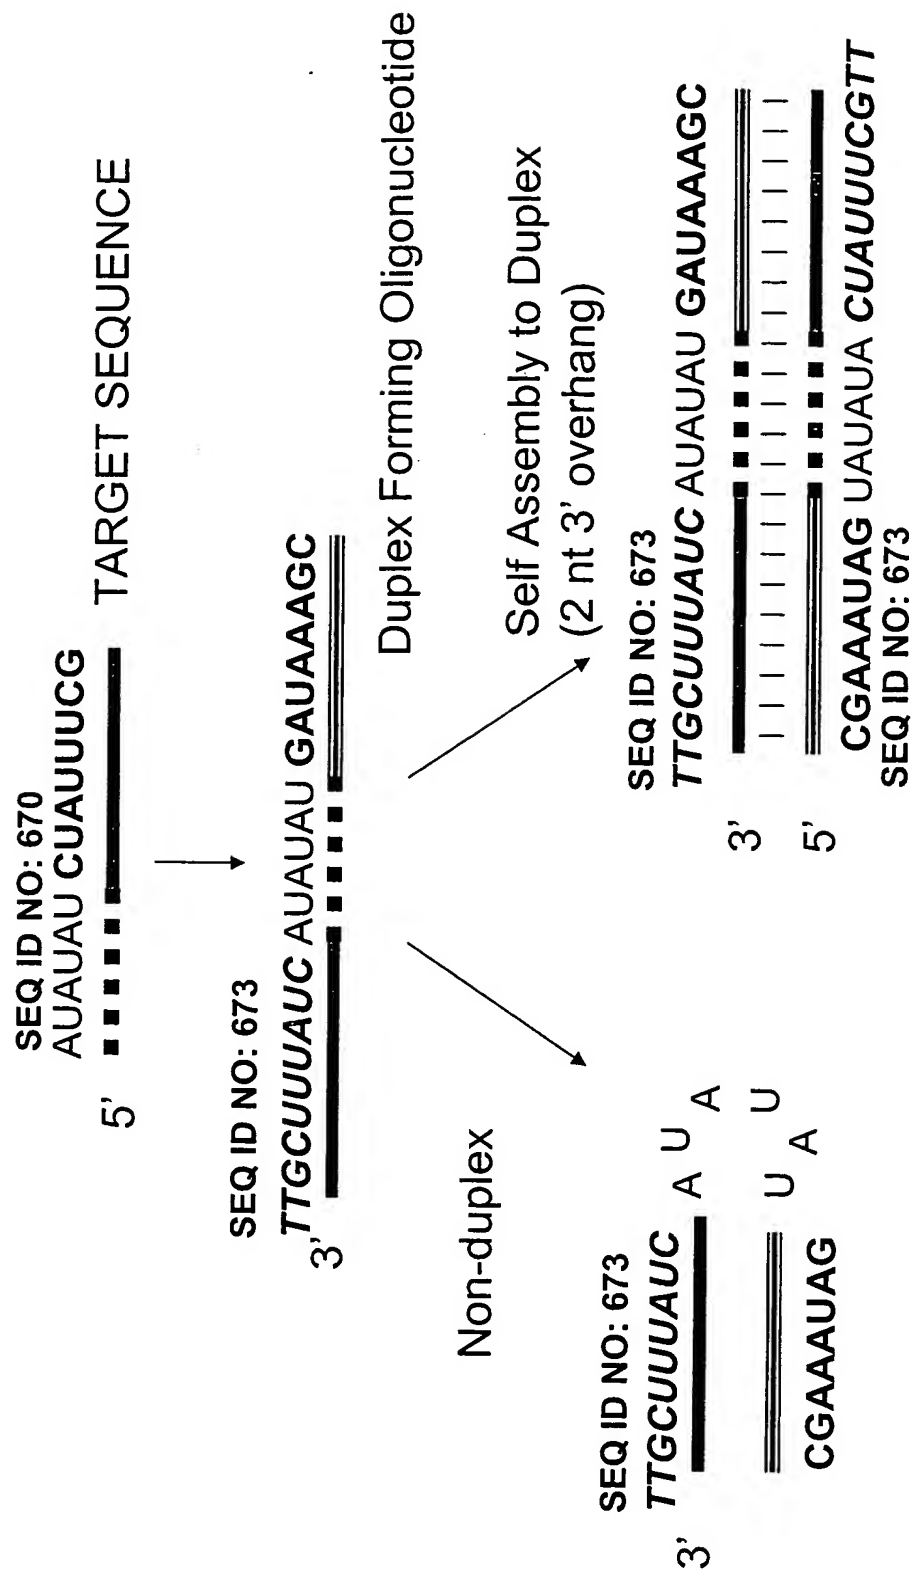 SEQ ID NO: 670
AUAUAU CUAUUUCG
5'
TARGET SEQUENCE
SEQ ID NO: 673
TTGCUUUAUC AUAUAU GAUAAAGC
3'
Duplex Forming Oligonucleotide
Non-duplex
Self Assembly to Duplex
(2 nt 3' overhang)
SEQ ID NO: 673
TTGCUUUAUC
3'
A U A
U A U
CGAAAUAG
SEQ ID NO: 673
TTGCUUUAUC AUAUAU GAUAAAGC
3'
5'
CGAAAUAG UAUAUA CUAUUUCGTT
SEQ ID NO: 673